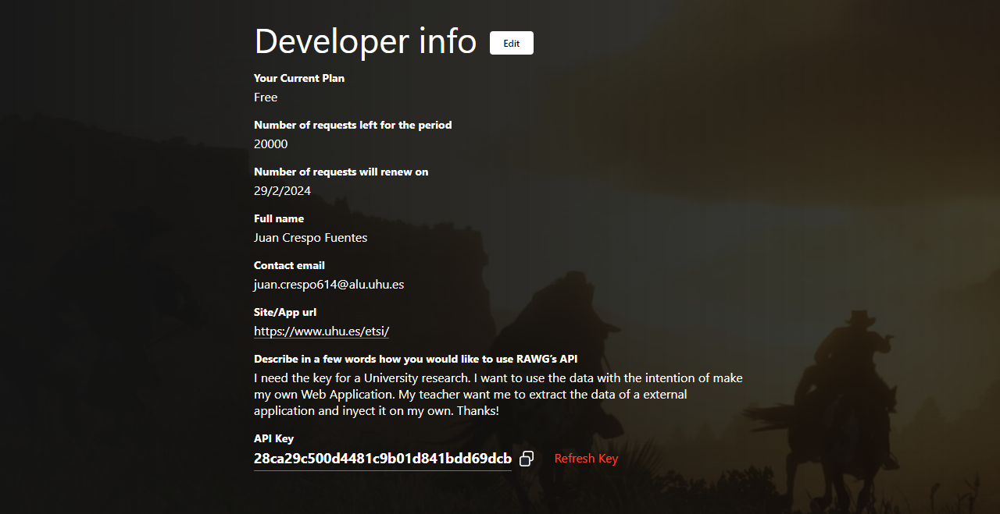 Developer info
Edit
Your Current Plan
Free
Number of requests left for the period
20000
Number of requests will renew on
29/2/2024
Full name
Juan Crespo Fuentes
Contact email
juan.crespo614@alu.uhu.es
Site/App url
https://www.uhu.es/etsi/
Describe in a few words how you would like to use RAWG’s API
I need the key for a University research. I want to use the data with the intention of make
my own Web Application. My teacher want me to extract the data of a external
application and inyect it on my own. Thanks!
API Key
28ca29c500d4481c9b01d841bdd69dcb
Refresh Key